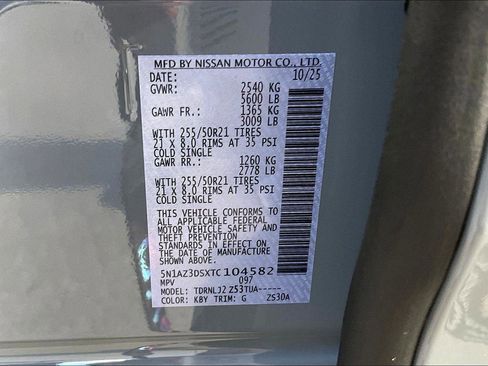 MFD BY NISSAN MOTOR CO., LTD.
DATE: 10/25
GVWR: 2540 KG
5600 LB
GAWR FR.: 1365 KG
3009 LB
WITH 255/50R21 TIRES
21 x 8.0 RIMS AT 35 PSI
COLD SINGLE
GAWR RR.: 1260 KG
2778 LB
WITH 255/50R21 TIRES
21 x 8.0 RIMS AT 35 PSI
COLD SINGLE
THIS VEHICLE CONFORMS TO
ALL APPLICABLE FEDERAL
MOTOR VEHICLE SAFETY AND
THEFT PREVENTION
STANDARDS IN EFFECT ON
THE DATE OF MANUFACTURE
SHOWN ABOVE.
5N1AZ3DSXTC104582
MPV 097
MODEL: TDRNLJ2 Z53TUA-----
COLOR: KBY TRIM: G ZS30A